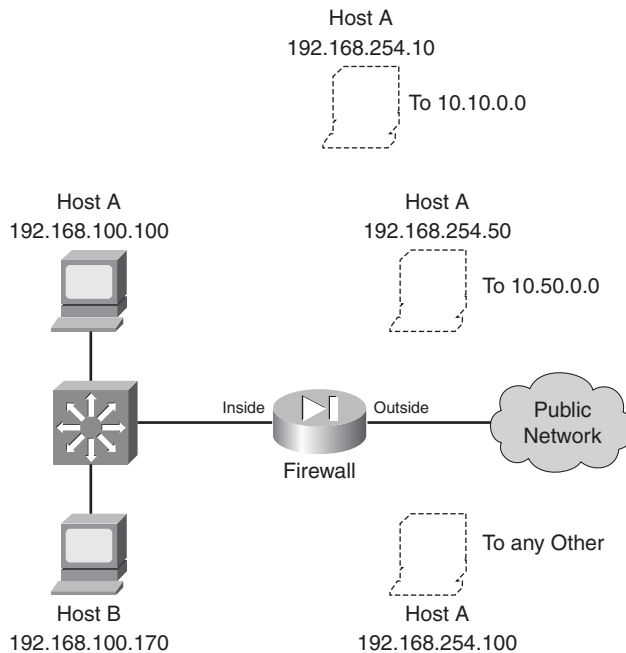 Host A
192.168.254.10
To 10.10.0.0
Host A
192.168.100.100
Host A
192.168.254.50
To 10.50.0.0
Inside
Outside
Public
Network
Firewall
To any Other
Host B
192.168.100.170
Host A
192.168.254.100